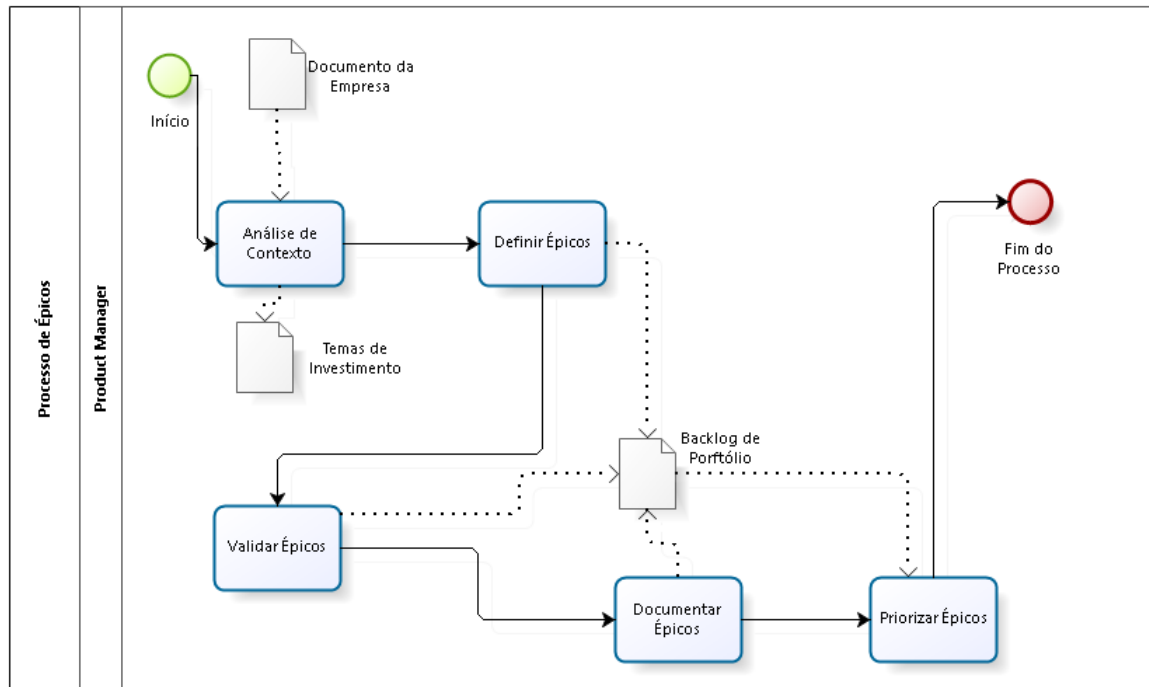 Processo de Épicos
Product Manager
Início
Documento da
Empresa
Análise de
Contexto
Definir Épicos
Fim do
Processo
Temas de
Investimento
Backlog de
Porftólio
Validar Épicos
Documentar
Épicos
Priorizar Épicos